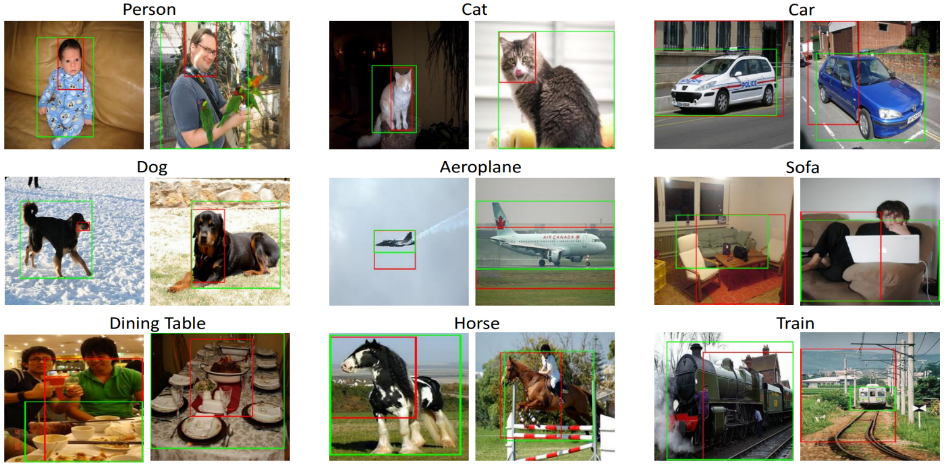 Person
Cat
Car
POLICE
Dog
Aeroplane
Sofa
AIR CANADA
Dining Table
Horse
Train